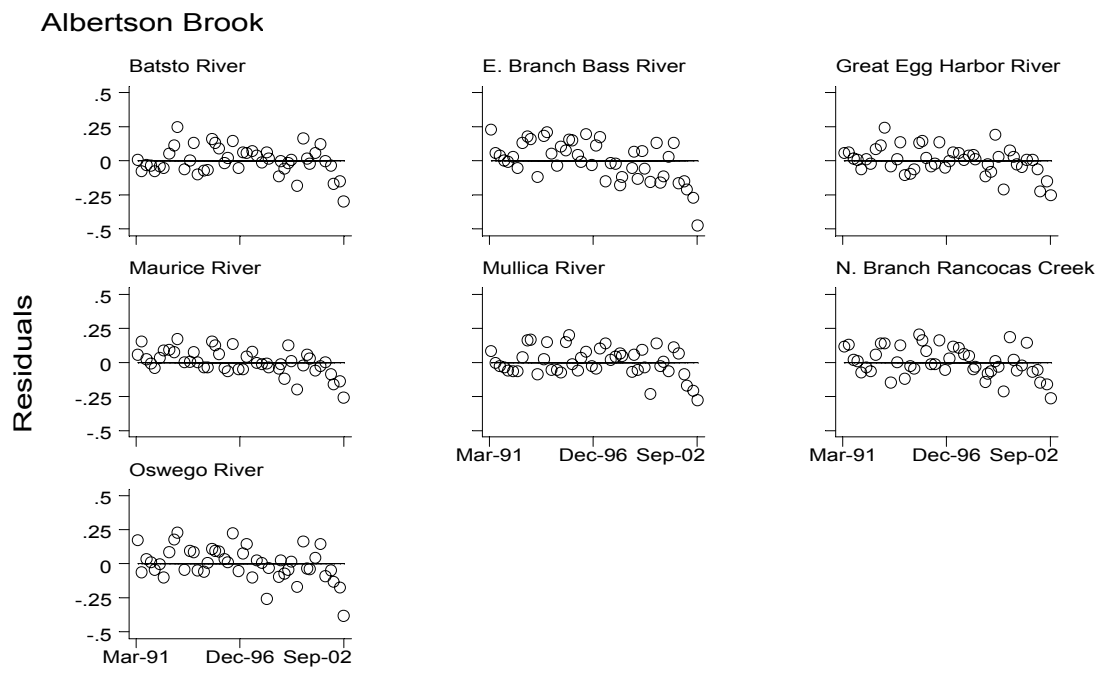 Albertson Brook
Batsto River
E. Branch Bass River
Great Egg Harbor River
.5
.25
0
-.25
-.5
Maurice River
Mullica River
N. Branch Rancocas Creek
.5
.25
0
-.25
-.5
Residuals
Mar-91 Dec-96 Sep-02
Mar-91 Dec-96 Sep-02
Oswego River
.5
.25
0
-.25
-.5
Mar-91 Dec-96 Sep-02